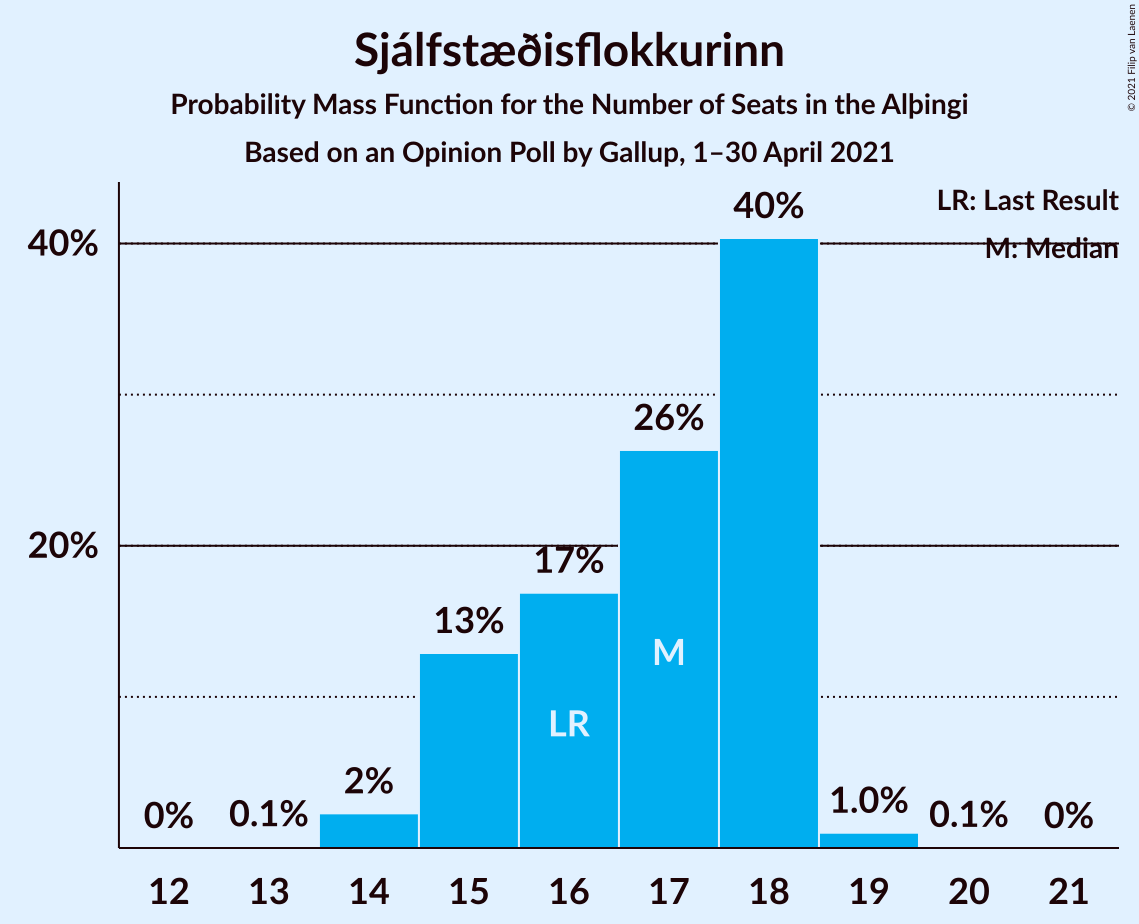 Sjálfstæðisflokkurinn
Probability Mass Function for the Number of Seats in the Alþingi
Based on an Opinion Poll by Gallup, 1–30 April 2021
© 2021 Filip van Laenen
LR: Last Result
M: Median
40%
20%
0%
0.1%
2%
13%
17%
26%
40%
1.0%
0.1%
0%
LR
M
12 13 14 15 16 17 18 19 20 21